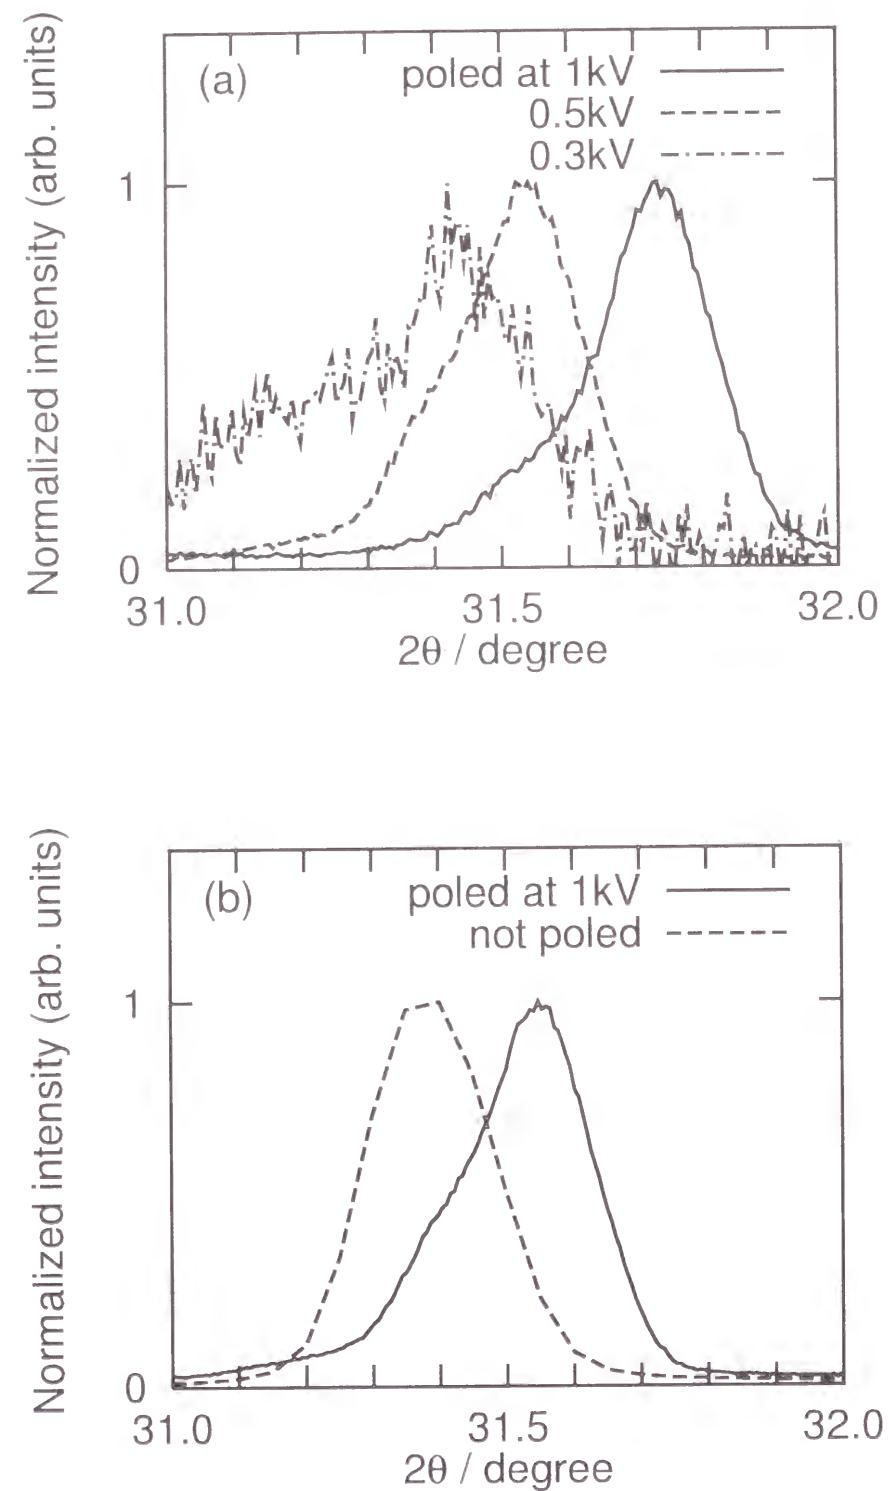 (a)
poled at 1kV
0.5kV
0.3kV
Normalized intensity (arb. units)
1
0
31.0 31.5 32.0
2θ / degree
(b)
poled at 1kV
not poled
Normalized intensity (arb. units)
1
0
31.0 31.5 32.0
2θ / degree